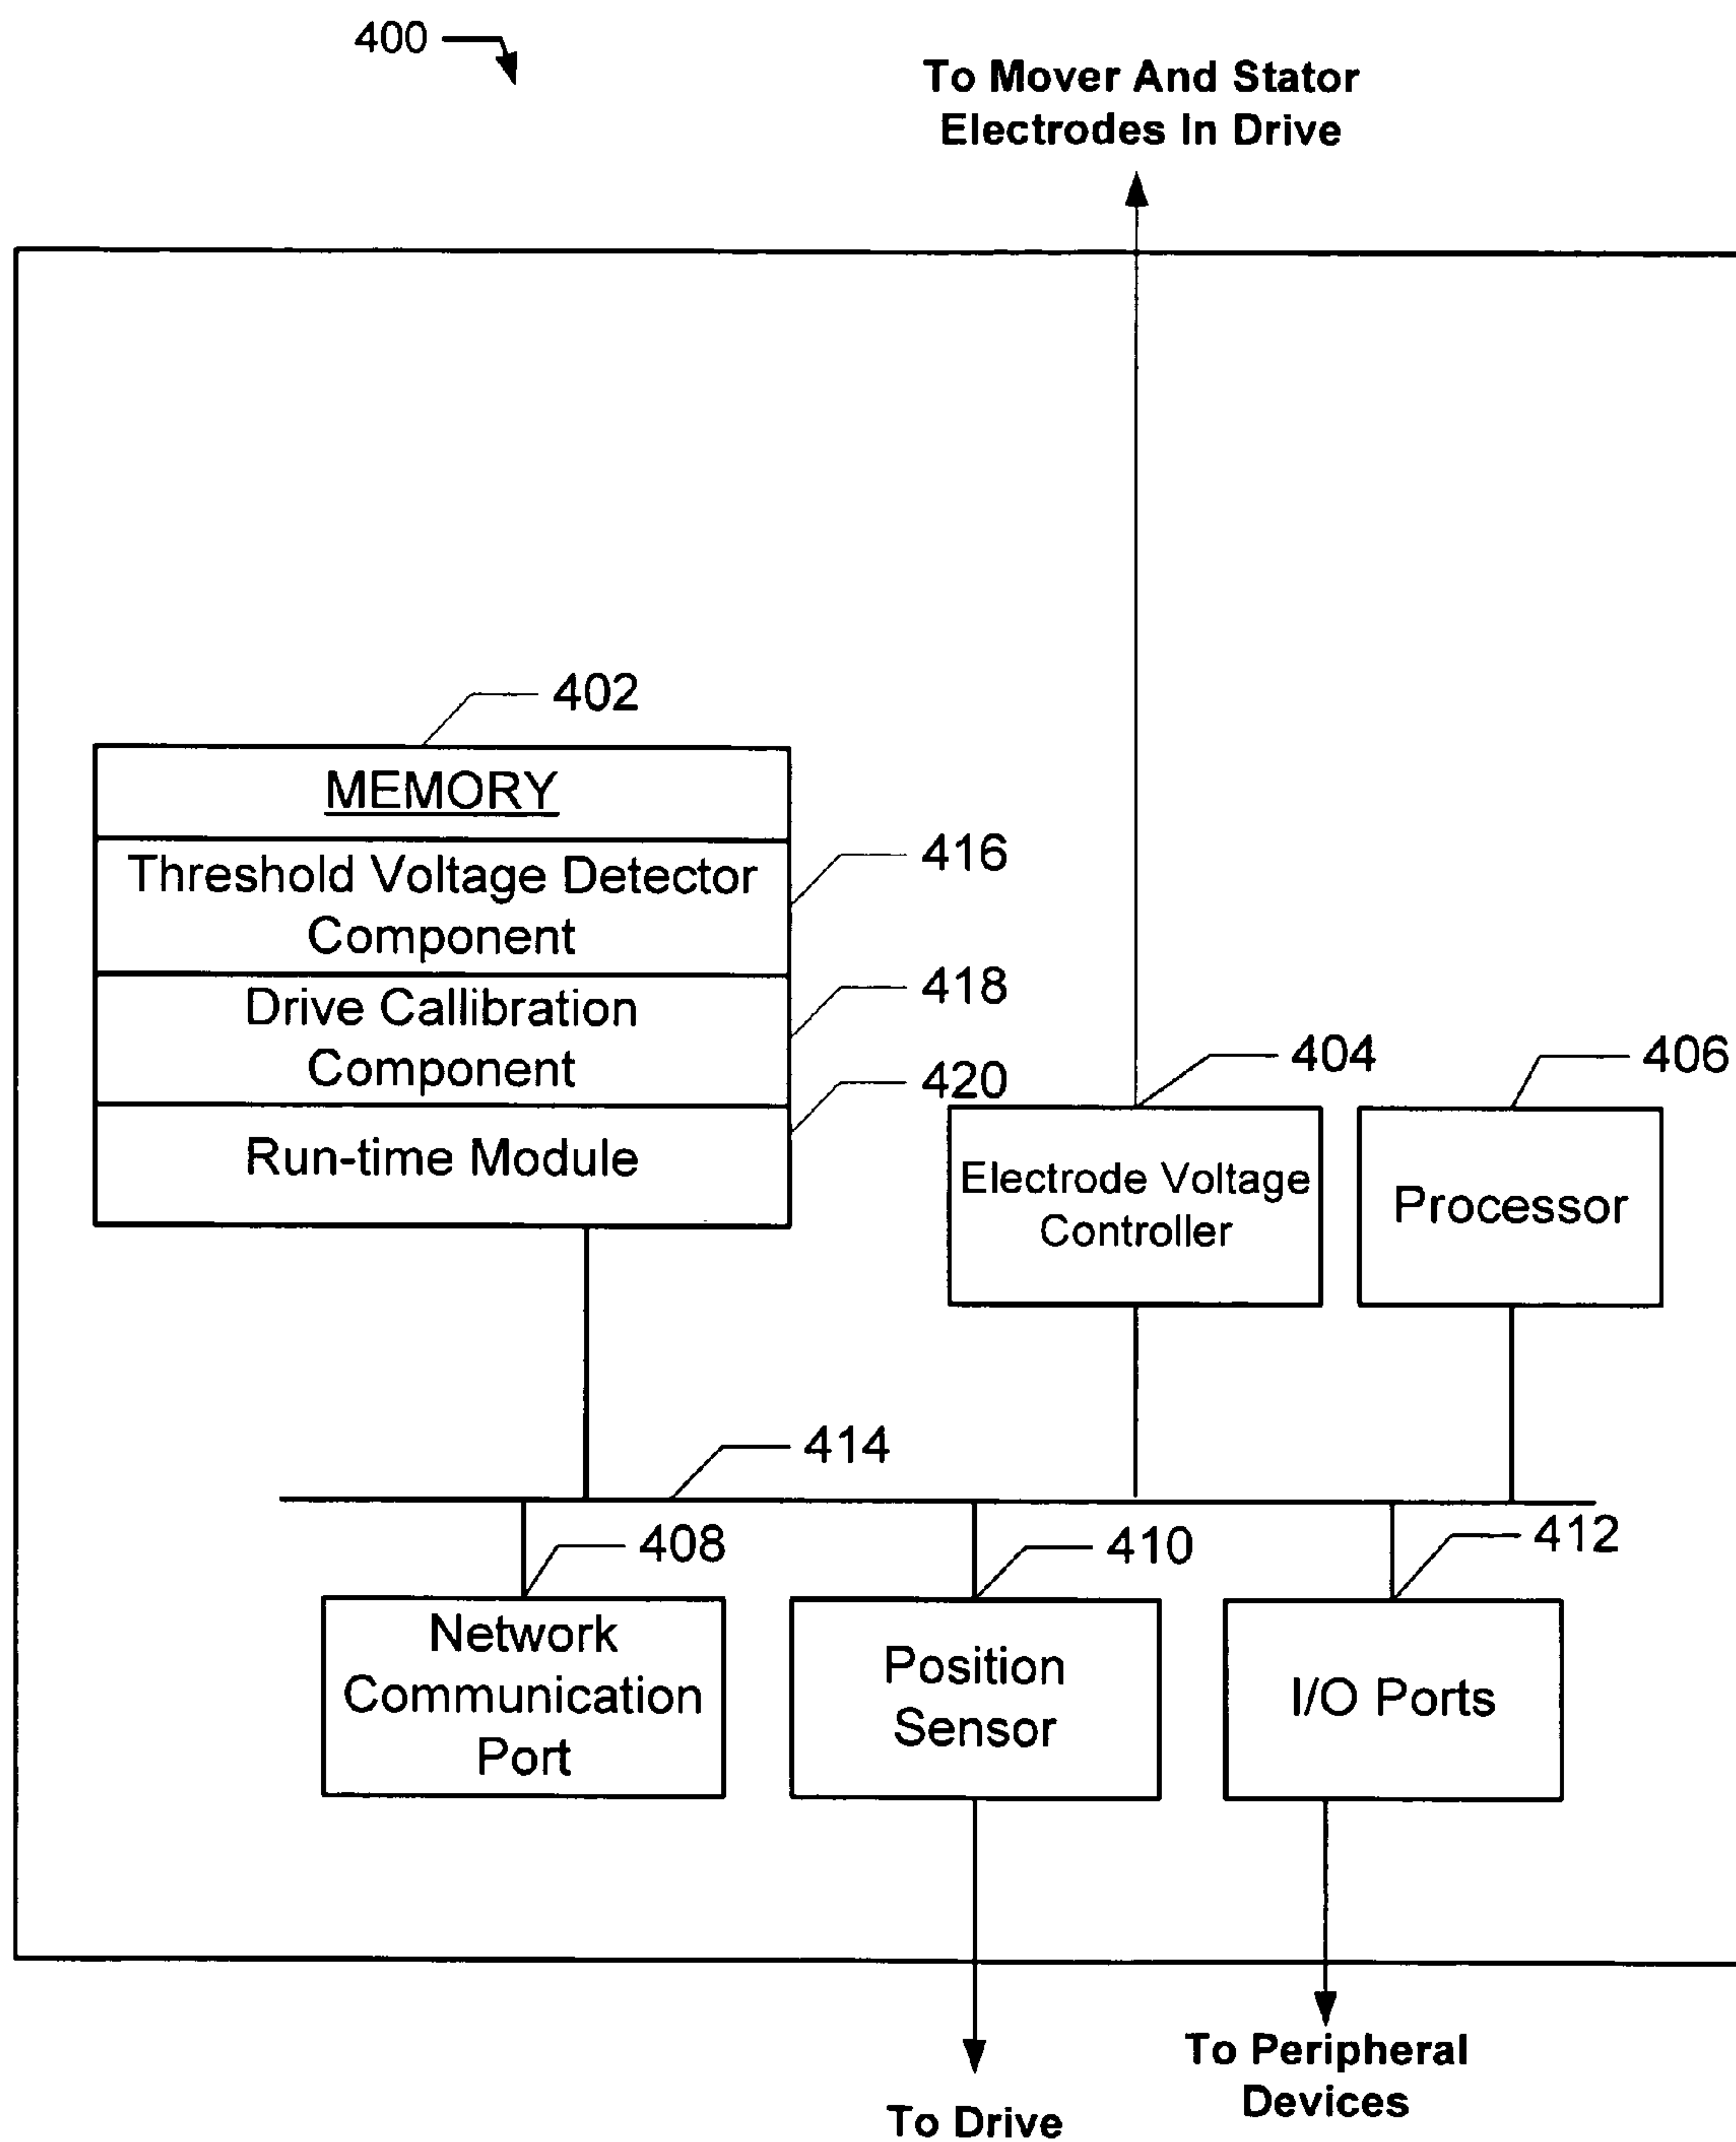 400
To Mover And Stator
Electrodes In Drive
402
MEMORY
Threshold Voltage Detector
Component
416
Drive Callibration
Component
418
420
Run-time Module
404
Electrode Voltage
Controller
406
Processor
414
408
Network
Communication
Port
410
Position
Sensor
412
I/O Ports
To Drive
To Peripheral
Devices